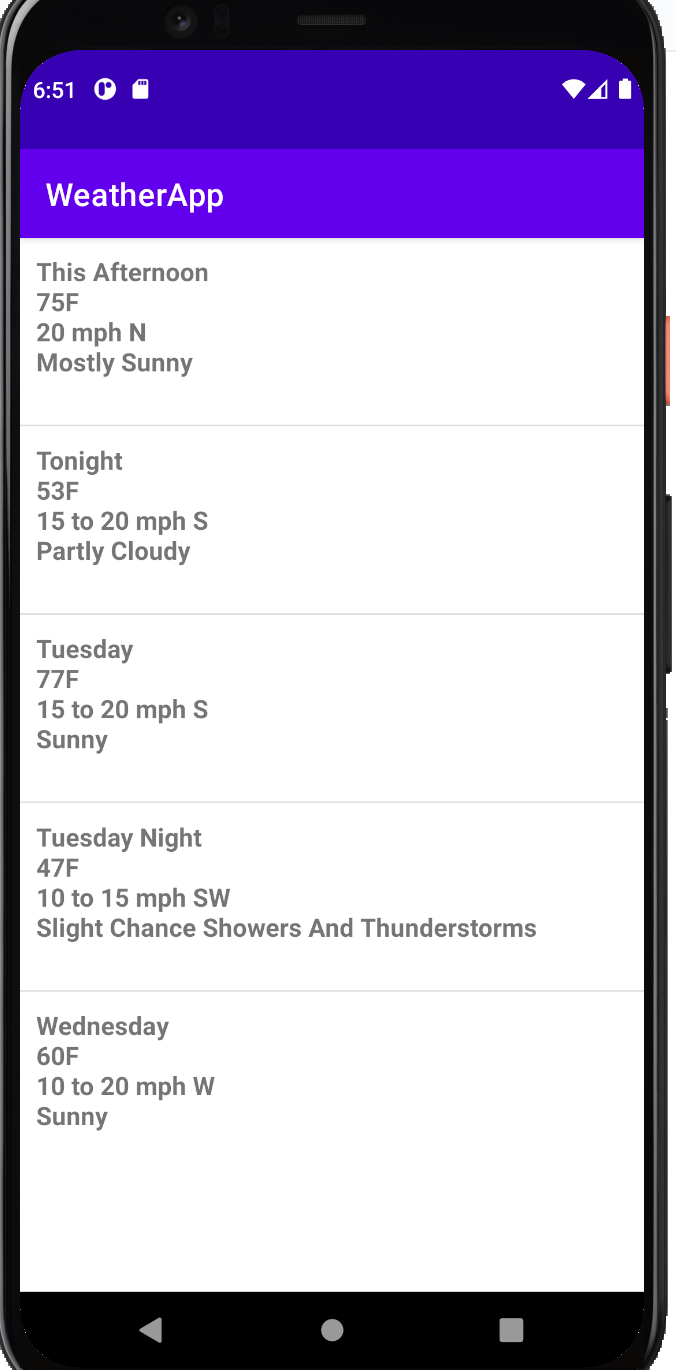 6:51
WeatherApp
This Afternoon
75F
20 mph N
Mostly Sunny
Tonight
53F
15 to 20 mph S
Partly Cloudy
Tuesday
77F
15 to 20 mph S
Sunny
Tuesday Night
47F
10 to 15 mph SW
Slight Chance Showers And Thunderstorms
Wednesday
60F
10 to 20 mph W
Sunny